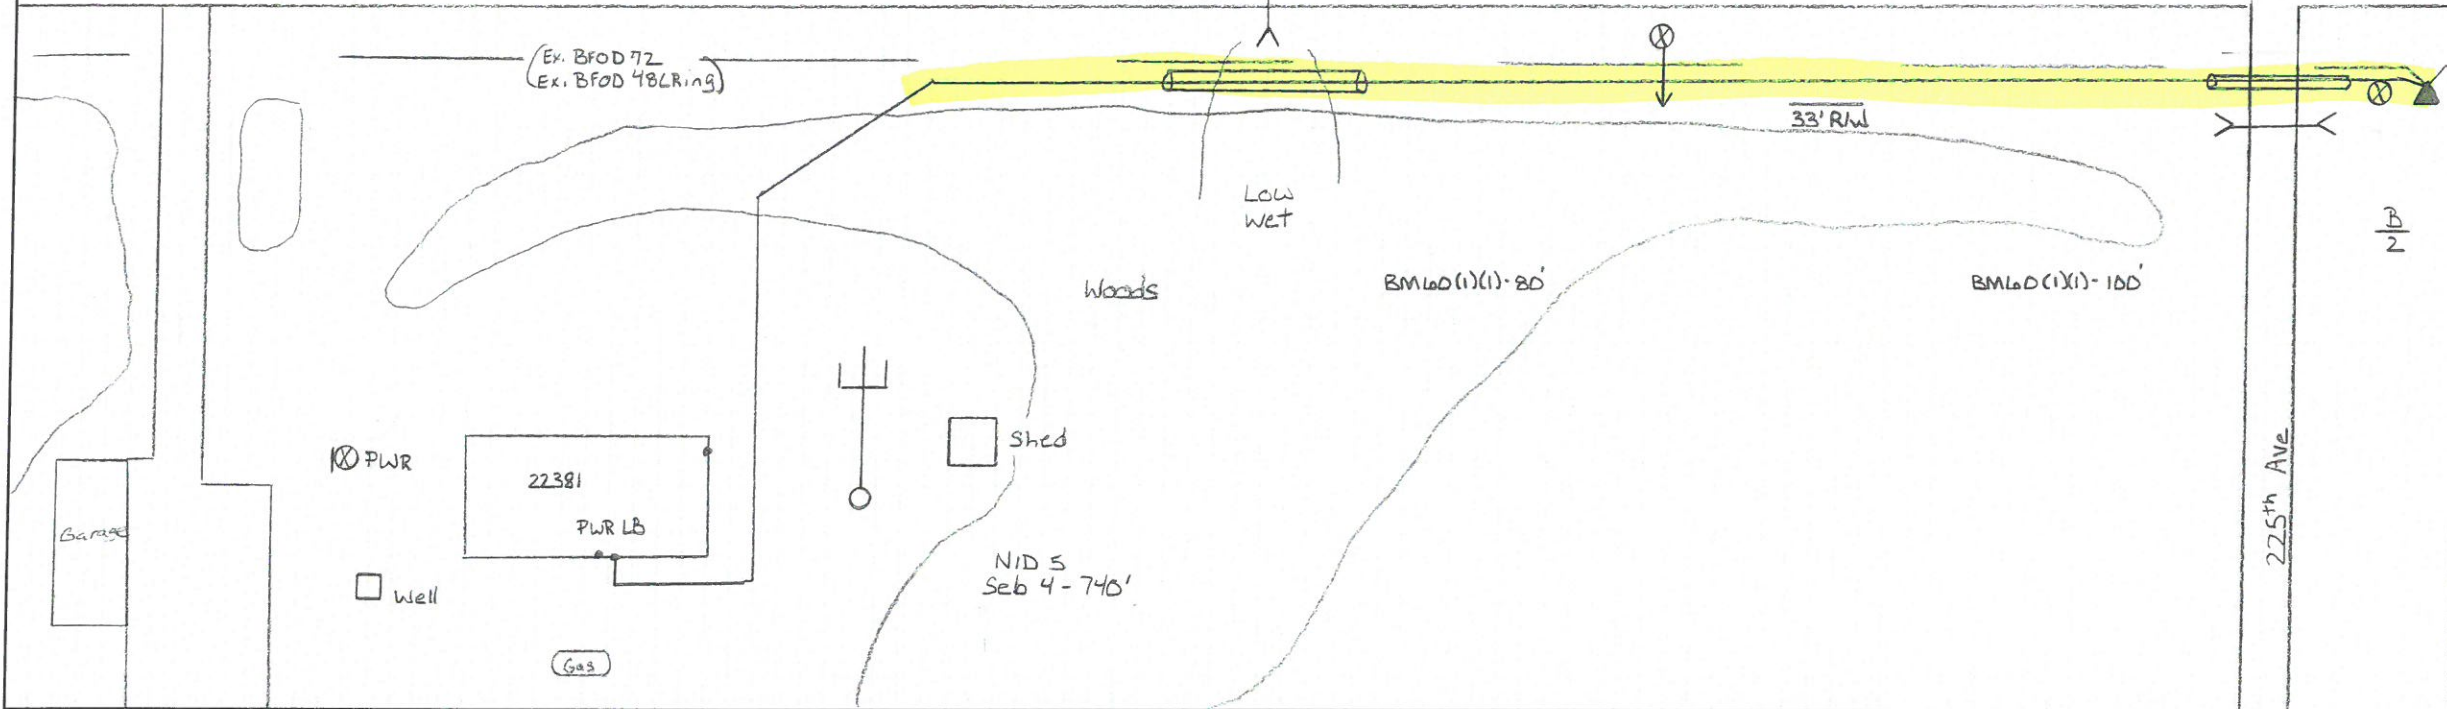 Ex. BFOD 72
Ex. BFOD 48LRing
33' R/W
Low
wet
B
2
Woods
BM60(1)(1)-80'
BM60(1)(1)-100'
PWR
Shed
22381
225th Ave
Garage
PWR LB
NID 5
Seb 4-740'
Well
Gas